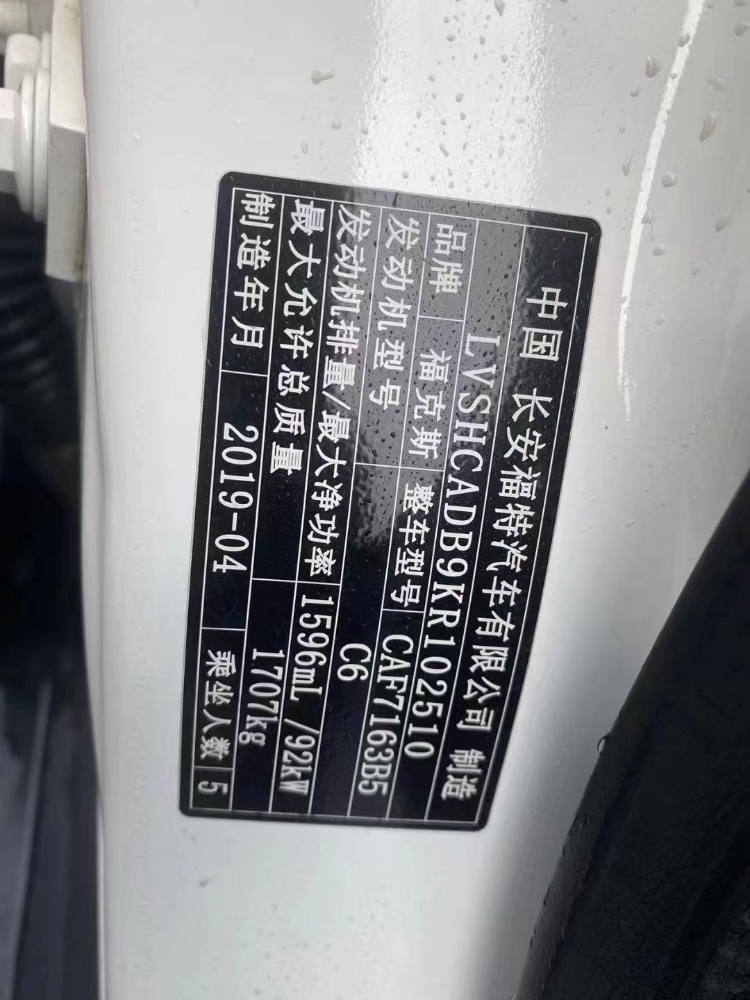 中国 长安福特汽车有限公司 制造
LVSHCADB9KR102510
品牌 福克斯 整车型号 CAF7163B5
发动机型号 C6
发动机排量/最大净功率 1596mL /92kW
最大允许总质量 1707kg
制造年月 2019-04 乘坐人数 5